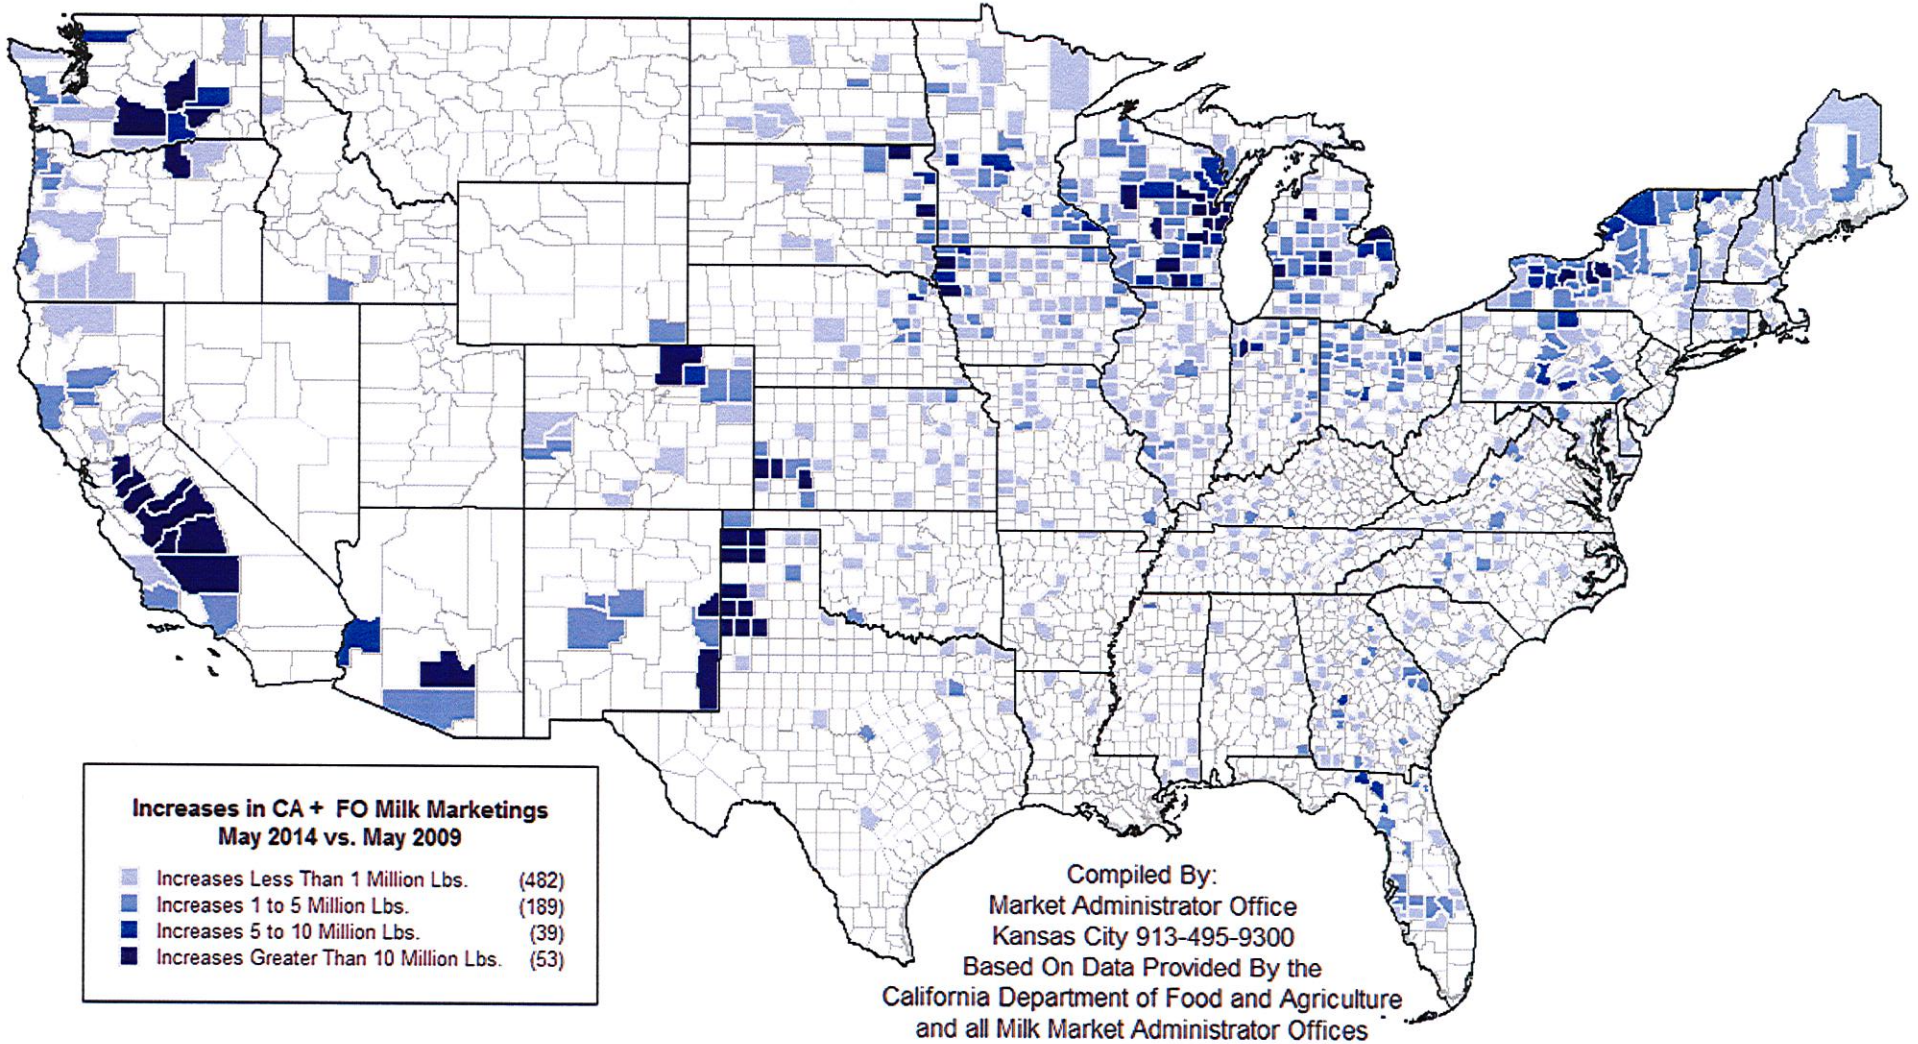 Increases in CA + FO Milk Marketings
May 2014 vs. May 2009
Increases Less Than 1 Million Lbs. (482)
Increases 1 to 5 Million Lbs. (189)
Increases 5 to 10 Million Lbs. (39)
Increases Greater Than 10 Million Lbs. (53)
Compiled By:
Market Administrator Office
Kansas City 913-495-9300
Based On Data Provided By the
California Department of Food and Agriculture
and all Milk Market Administrator Offices